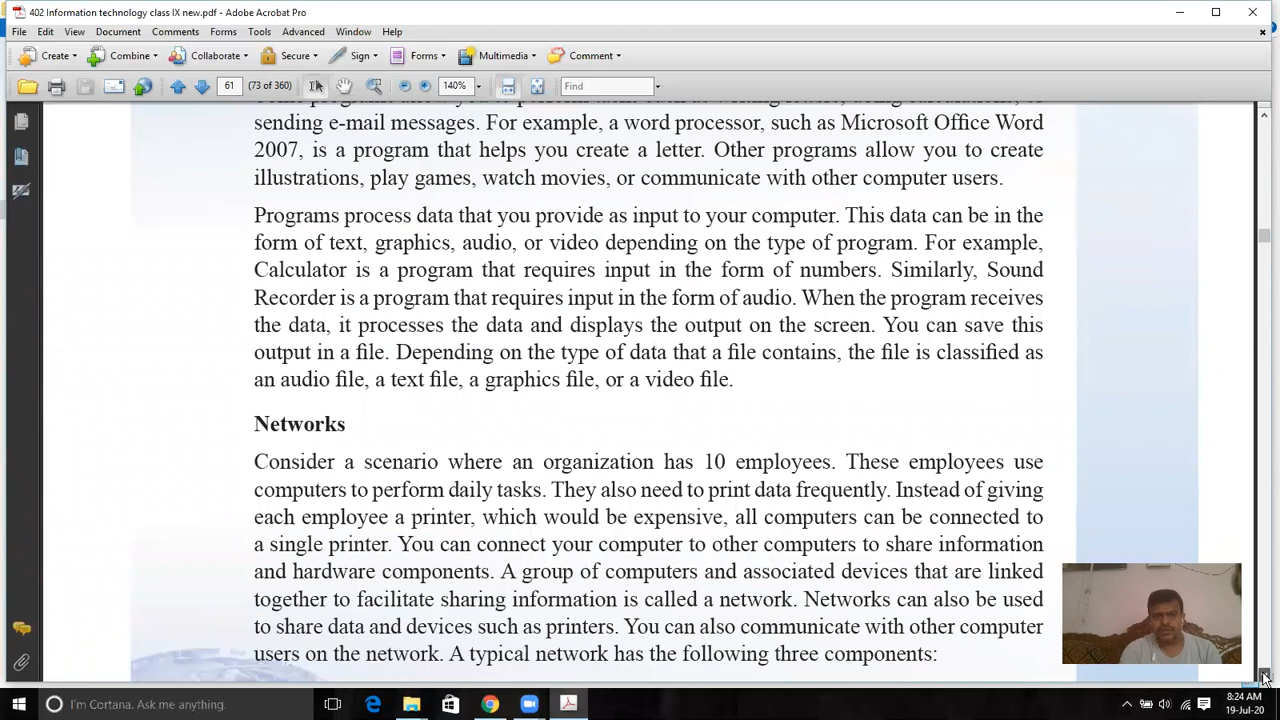 402 Information technology class IX new.pdf - Adobe Acrobat Pro
File Edit View Document Comments Forms Tools Advanced Window Help
Create Combine Collaborate Secure Sign Forms Multimedia Comment
61 (73 of 360) 140% Find
sending e-mail messages. For example, a word processor, such as Microsoft Office Word
2007, is a program that helps you create a letter. Other programs allow you to create
illustrations, play games, watch movies, or communicate with other computer users.
Programs process data that you provide as input to your computer. This data can be in the
form of text, graphics, audio, or video depending on the type of program. For example,
Calculator is a program that requires input in the form of numbers. Similarly, Sound
Recorder is a program that requires input in the form of audio. When the program receives
the data, it processes the data and displays the output on the screen. You can save this
output in a file. Depending on the type of data that a file contains, the file is classified as
an audio file, a text file, a graphics file, or a video file.
Networks
Consider a scenario where an organization has 10 employees. These employees use
computers to perform daily tasks. They also need to print data frequently. Instead of giving
each employee a printer, which would be expensive, all computers can be connected to
a single printer. You can connect your computer to other computers to share information
and hardware components. A group of computers and associated devices that are linked
together to facilitate sharing information is called a network. Networks can also be used
to share data and devices such as printers. You can also communicate with other computer
users on the network. A typical network has the following three components:
I'm Cortana. Ask me anything.
8:24 AM
19-Jul-20